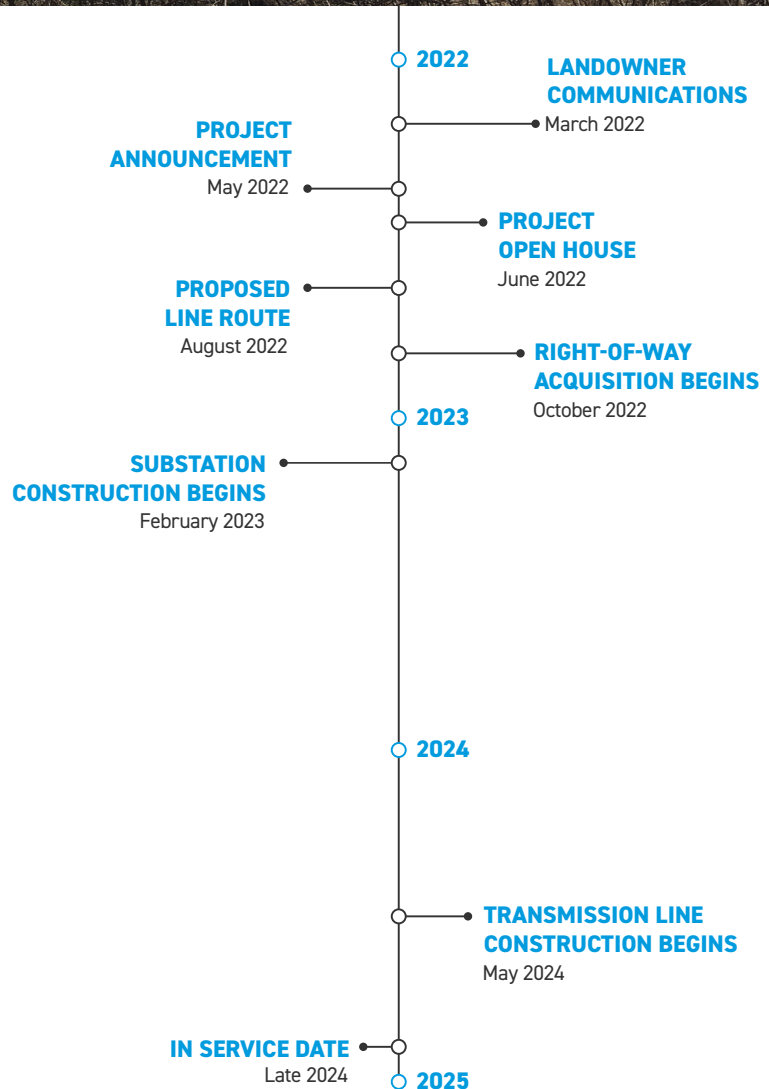 2022
LANDOWNER
COMMUNICATIONS
March 2022
PROJECT
ANNOUNCEMENT
May 2022
PROJECT
OPEN HOUSE
June 2022
PROPOSED
LINE ROUTE
August 2022
RIGHT-OF-WAY
ACQUISITION BEGINS
October 2022
2023
SUBSTATION
CONSTRUCTION BEGINS
February 2023
2024
TRANSMISSION LINE
CONSTRUCTION BEGINS
May 2024
IN SERVICE DATE
Late 2024
2025